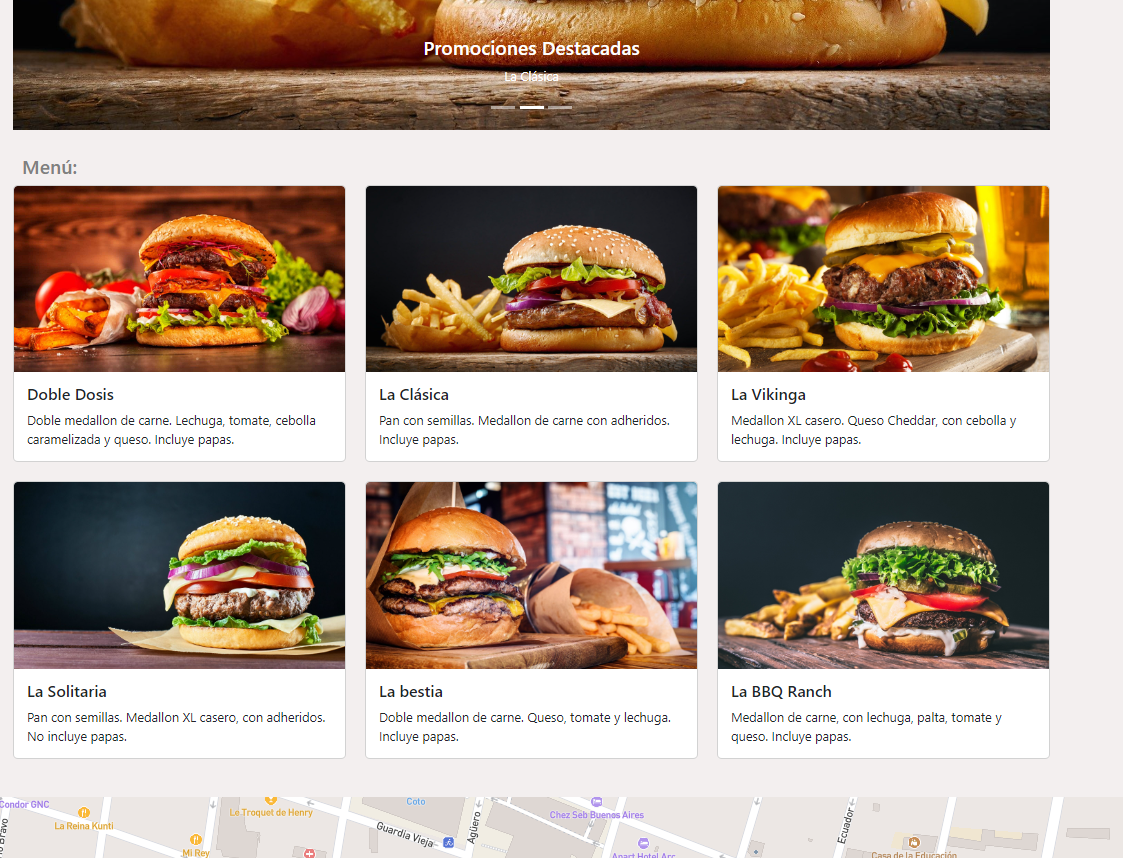 Promociones Destacadas
La Clásica
Menú:
Doble Dosis
Doble medallon de carne. Lechuga, tomate, cebolla
caramelizada y queso. Incluye papas.
La Clásica
Pan con semillas. Medallon de carne con adheridos.
Incluye papas.
La Vikinga
Medallon XL casero. Queso Cheddar, con cebolla y
lechuga. Incluye papas.
La Solitaria
Pan con semillas. Medallon XL casero, con adheridos.
No incluye papas.
La bestia
Doble medallon de carne. Queso, tomate y lechuga.
Incluye papas.
La BBQ Ranch
Medallon de carne, con lechuga, palta, tomate y
queso. Incluye papas.
Condor GNC
La Reina Kunti
Le Troquet de Henry
Mi Rey
Coto
Guardia Vieja
Agüero
Chez Seb Buenos Aires
Apart Hotel Arc
Ecuador
Casa de la Educación
Bravo